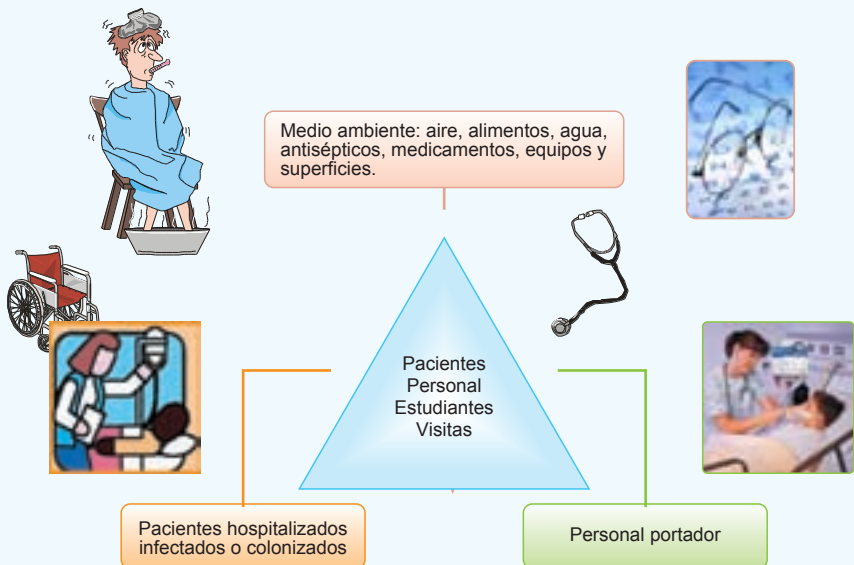 Medio ambiente: aire, alimentos, agua,
antisépticos, medicamentos, equipos y
superficies.
Pacientes
Personal
Estudiantes
Visitas
Pacientes hospitalizados
infectados o colonizados
Personal portador